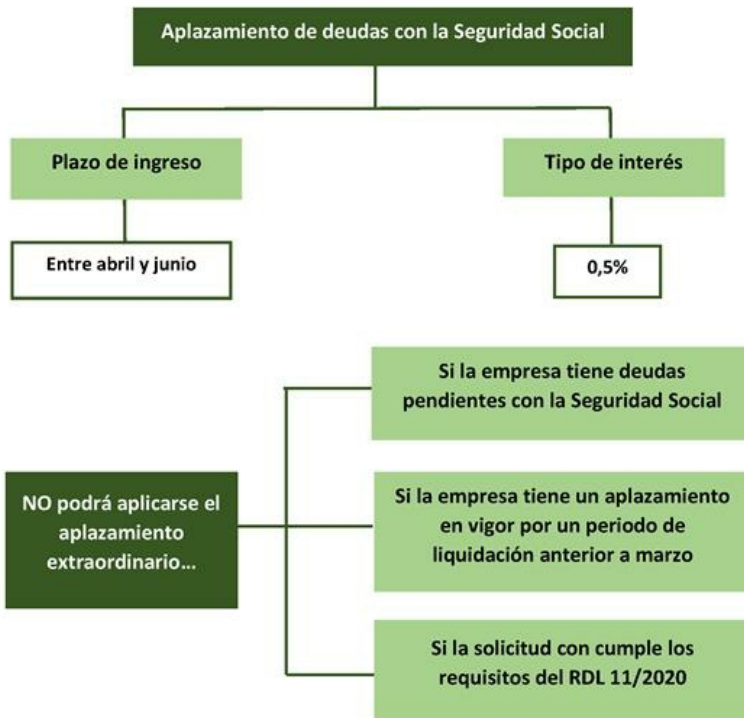 Aplazamiento de deudas con la Seguridad Social
Plazo de ingreso
Tipo de interés
Entre abril y junio
0,5%
Si la empresa tiene deudas
pendientes con la Seguridad Social
NO podrá aplicarse el
aplazamiento
extraordinario...
Si la empresa tiene un aplazamiento
en vigor por un periodo de
liquidación anterior a marzo
Si la solicitud con cumple los
requisitos del RDL 11/2020